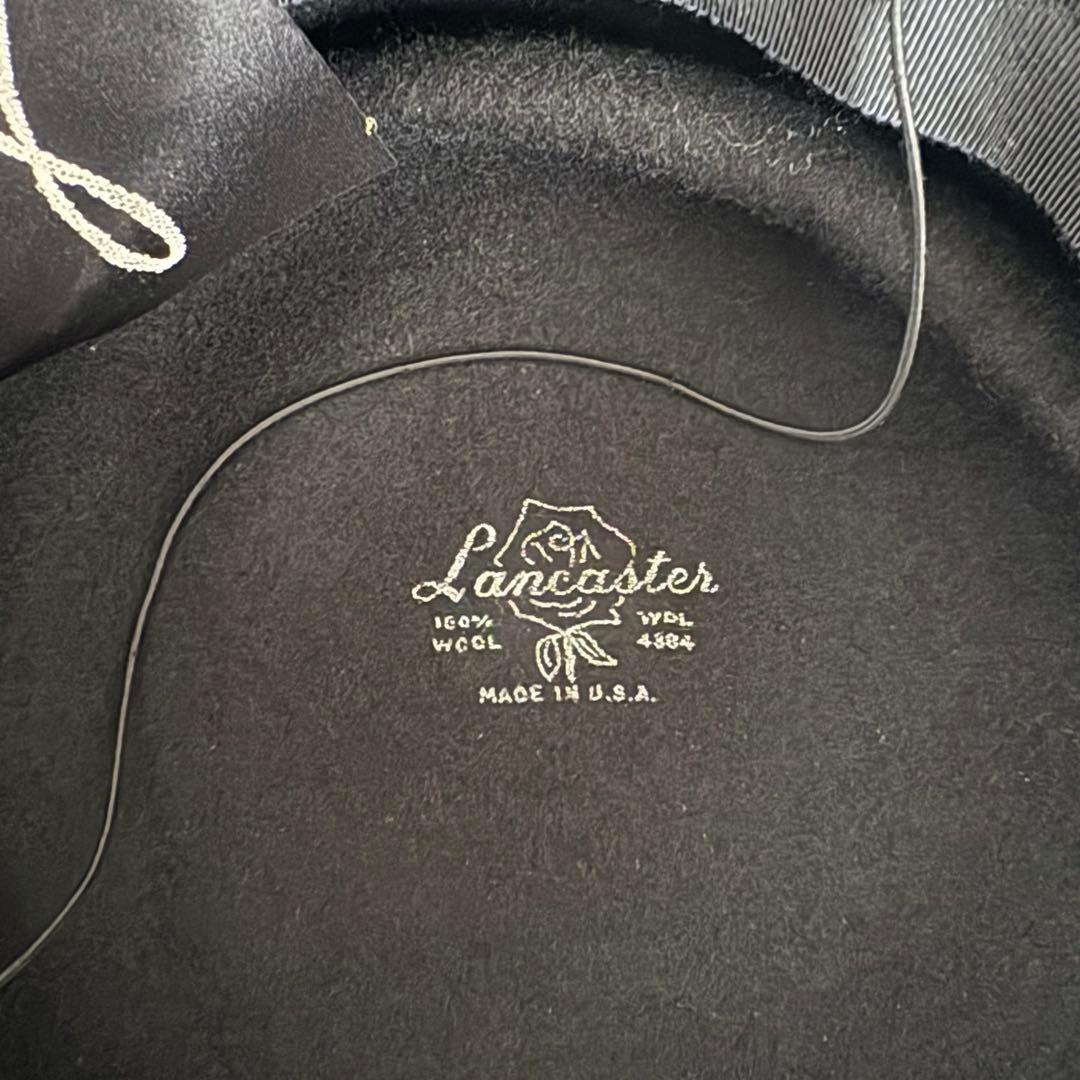 Lancaster
100% WPL
WOOL 4384
MADE IN U.S.A.